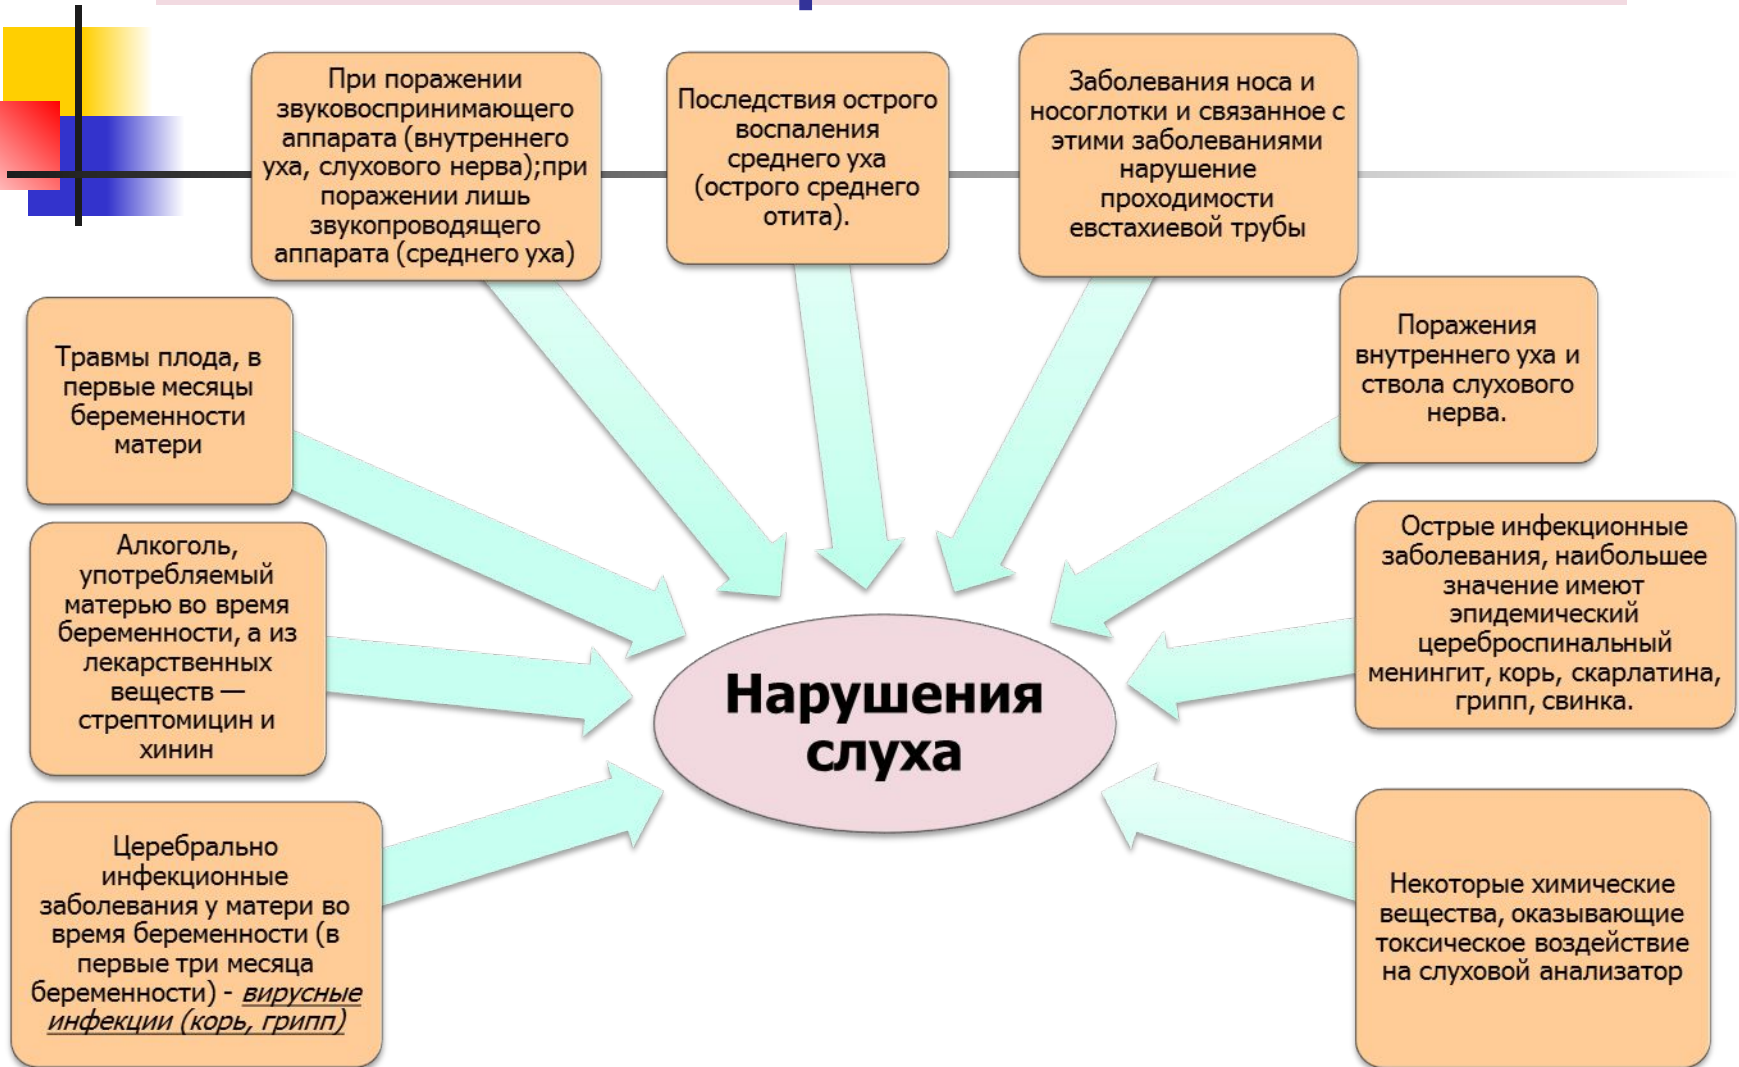 При поражении
звуковоспринимающего
аппарата (внутреннего
уха, слухового нерва);при
поражении лишь
звукопроводящего
аппарата (среднего уха)
Последствия острого
воспаления
среднего уха
(острого среднего
отита).
Заболевания носа и
носоглотки и связанное с
этими заболеваниями
нарушение
проходимости
евстахиевой трубы
Травмы плода, в
первые месяцы
беременности
матери
Поражения
внутреннего уха и
ствола слухового
нерва.
Алкоголь,
употребляемый
матерью во время
беременности, а из
лекарственных
веществ —
стрептомицин и
хинин
Острые инфекционные
заболевания, наибольшее
значение имеют
эпидемический
цереброспинальный
менингит, корь, скарлатина,
грипп, свинка.
Нарушения
слуха
Церебрально
инфекционные
заболевания у матери во
время беременности (в
первые три месяца
беременности) - вирусные
инфекции (корь, грипп)
Некоторые химические
вещества, оказывающие
токсическое воздействие
на слуховой анализатор